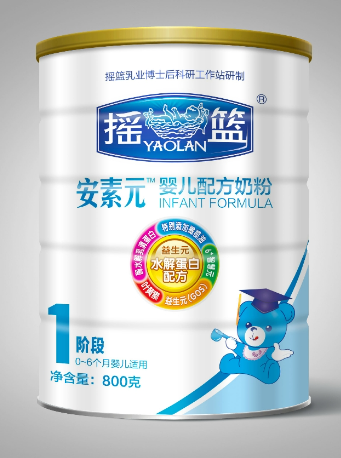 摇篮乳业博士后科研工作站研制
摇篮®
YAOLAN
安素元™ 婴儿配方奶粉
INFANT FORMULA
益生元
水解蛋白
配方
益生元(GOS)
叶黄素
1阶段
0~6个月婴儿适用
净含量：800克